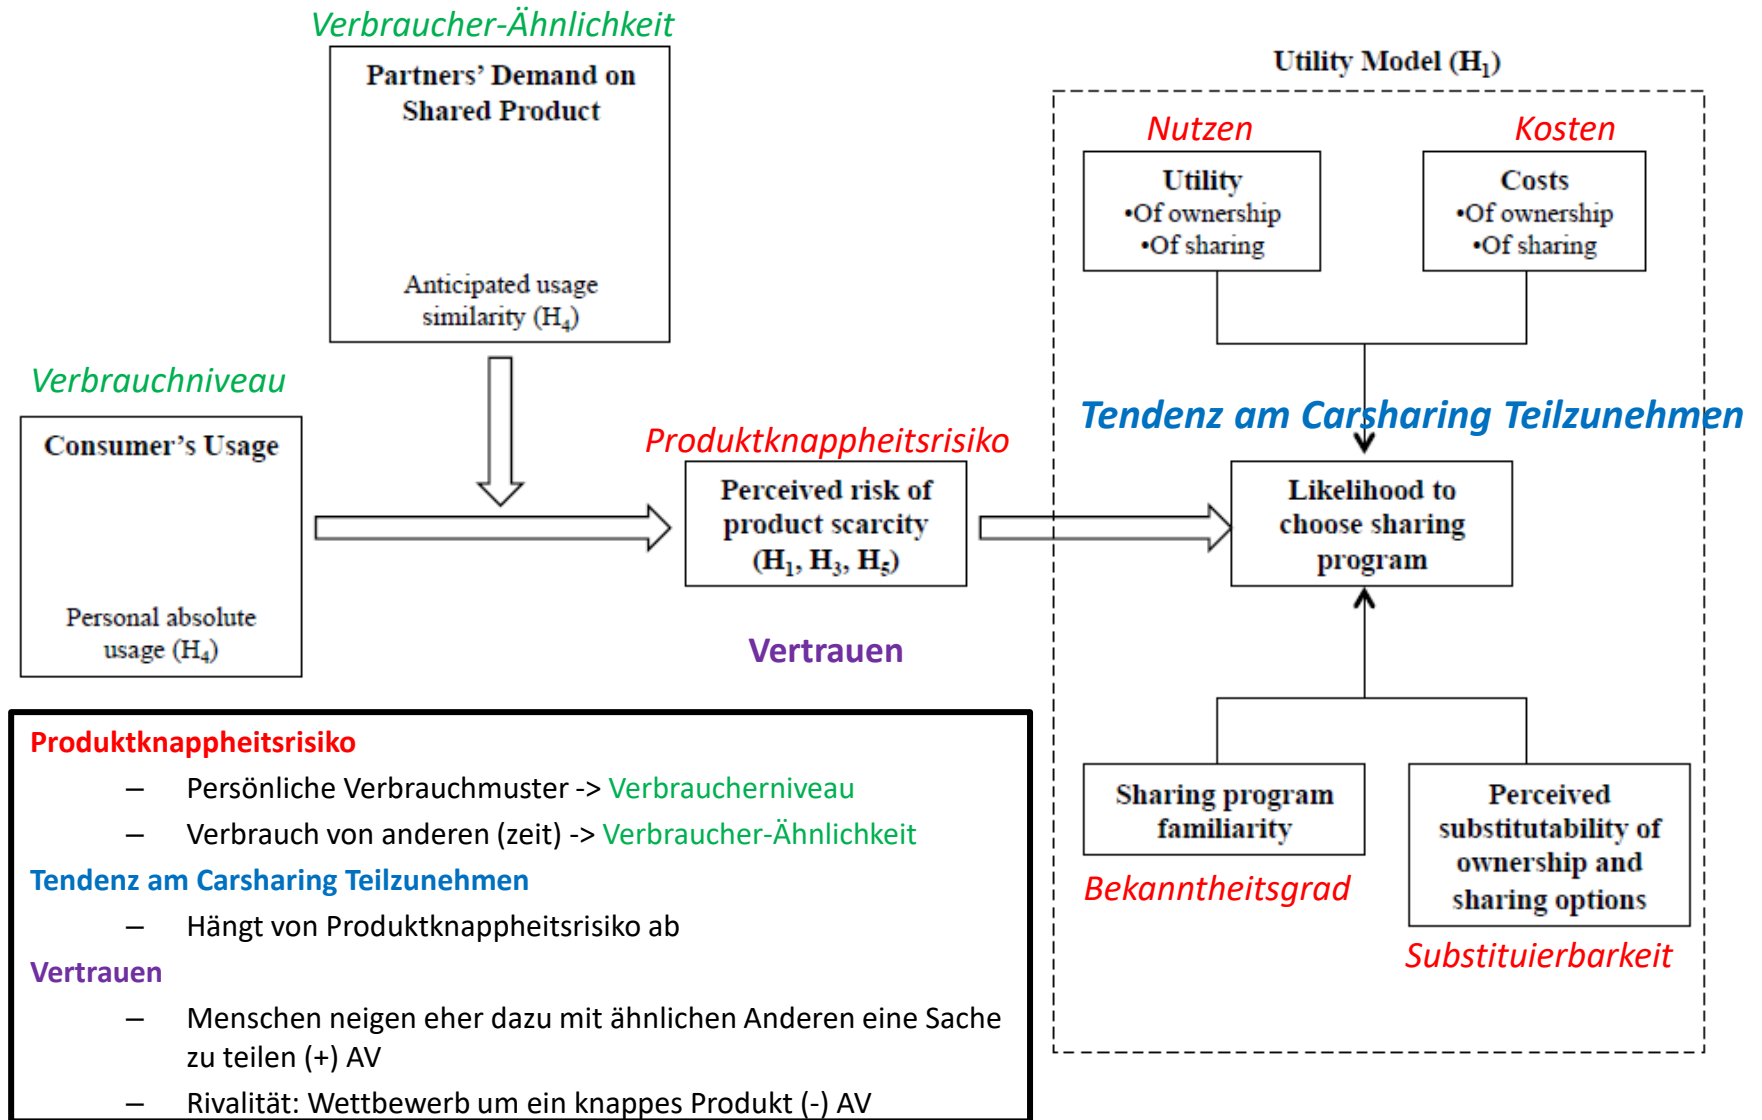 Verbraucher-Ähnlichkeit
Partners' Demand on
Shared Product
Anticipated usage
similarity (H4)
Verbrauchniveau
Consumer's Usage
Personal absolute
usage (H4)
Produktknappheitsrisiko
Perceived risk of
product scarcity
(H1, H3, H5)
Vertrauen
Utility Model (H1)
Nutzen
Kosten
Utility
•Of ownership
•Of sharing
Costs
•Of ownership
•Of sharing
Tendenz am Carsharing Teilzunehmen
Likelihood to
choose sharing
program
Sharing program
familiarity
Bekanntheitsgrad
Perceived
substitutability of
ownership and
sharing options
Substituierbarkeit
Produktknappheitsrisiko
– Persönliche Verbrauchmuster -> Verbraucherniveau
– Verbrauch von anderen (zeit) -> Verbraucher-Ähnlichkeit
Tendenz am Carsharing Teilzunehmen
– Hängt von Produktknappheitsrisiko ab
Vertrauen
– Menschen neigen eher dazu mit ähnlichen Anderen eine Sache
zu teilen (+) AV
– Rivalität: Wettbewerb um ein knappes Produkt (-) AV